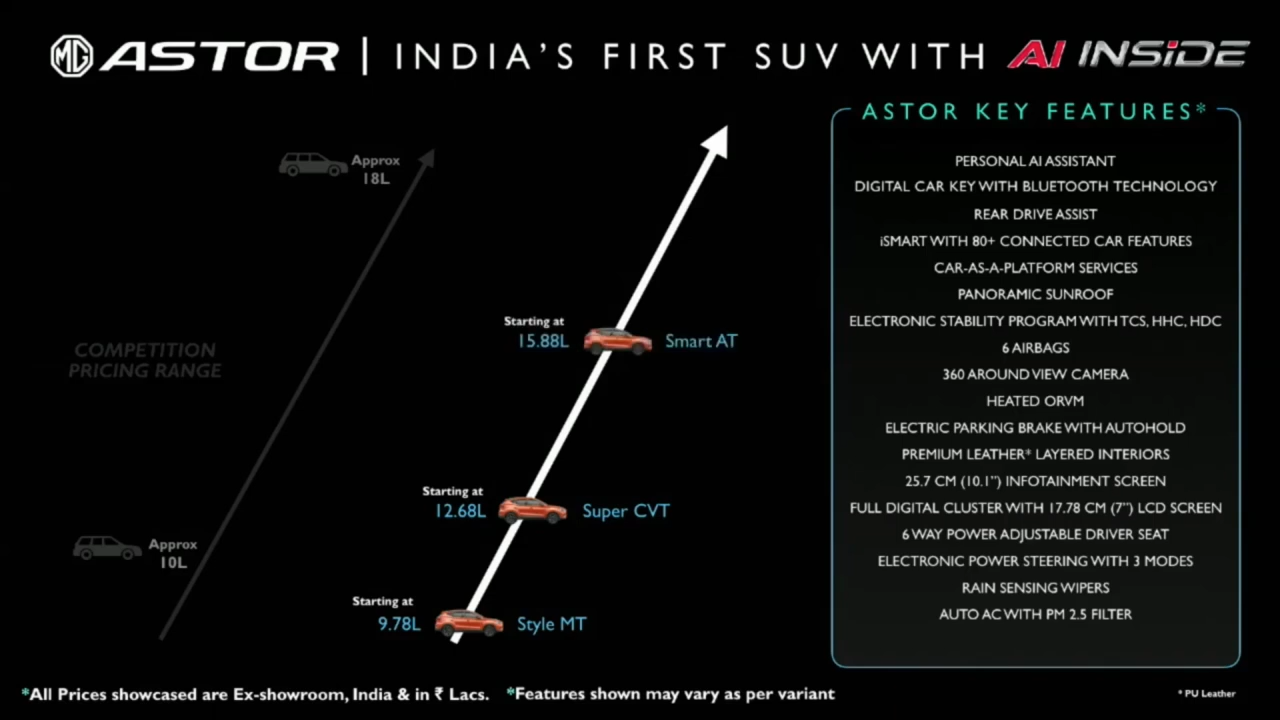 MG ASTOR | INDIA'S FIRST SUV WITH AI INSIDE
Approx
18L
COMPETITION
PRICING RANGE
Approx
10L
Starting at
15.88L Smart AT
Starting at
12.68L Super CVT
Starting at
9.78L Style MT
ASTOR KEY FEATURES*
PERSONAL AI ASSISTANT
DIGITAL CAR KEY WITH BLUETOOTH TECHNOLOGY
REAR DRIVE ASSIST
iSMART WITH 80+ CONNECTED CAR FEATURES
CAR-AS-A-PLATFORM SERVICES
PANORAMIC SUNROOF
ELECTRONIC STABILITY PROGRAM WITH TCS, HHC, HDC
6 AIRBAGS
360 AROUND VIEW CAMERA
HEATED ORVM
ELECTRIC PARKING BRAKE WITH AUTOHOLD
PREMIUM LEATHER* LAYERED INTERIORS
25.7 CM (10.1") INFOTAINMENT SCREEN
FULL DIGITAL CLUSTER WITH 17.78 CM (7") LCD SCREEN
6 WAY POWER ADJUSTABLE DRIVER SEAT
ELECTRONIC POWER STEERING WITH 3 MODES
RAIN SENSING WIPERS
AUTO AC WITH PM 2.5 FILTER
*All Prices showcased are Ex-showroom, India & in ₹ Lacs. *Features shown may vary as per variant
* PU Leather